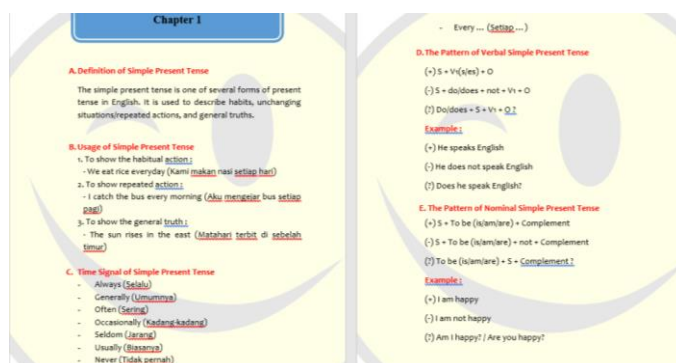 Chapter 1
A. Definition of Simple Present Tense
The simple present tense is one of several forms of present
tense in English. It is used to describe habits, unchanging
situations/repeated actions, and general truths.
B. Usage of Simple Present Tense
1. To show the habitual action :
- We eat rice everyday (Kami makan nasi setiap hari)
2. To show repeated action :
- I catch the bus every morning (Aku mengejar bus setiap
pagi)
3. To show the general truth :
- The sun rises in the east (Matahari terbit di sebelah
timur)
C. Time Signal of Simple Present Tense
- Always (Selalu)
- Generally (Umumnya)
- Often (Sering)
- Occasionally (Kadang-kadang)
- Seldom (Jarang)
- Usually (Biasanya)
- Never (Tidak pernah)
- Every ... (Setiap ...)
D. The Pattern of Verbal Simple Present Tense
(+) S + V1(s/es) + O
(-) S + do/does + not + V1 + O
(?) Do/does + S + V1 + O ?
Example :
(+) He speaks English
(-) He does not speak English
(?) Does he speak English?
E. The Pattern of Nominal Simple Present Tense
(+) S + To be (is/am/are) + Complement
(-) S + To be (is/am/are) + not + Complement
(?) To be (is/am/are) + S + Complement ?
Example :
(+) I am happy
(-) I am not happy
(?) Am I happy? / Are you happy?